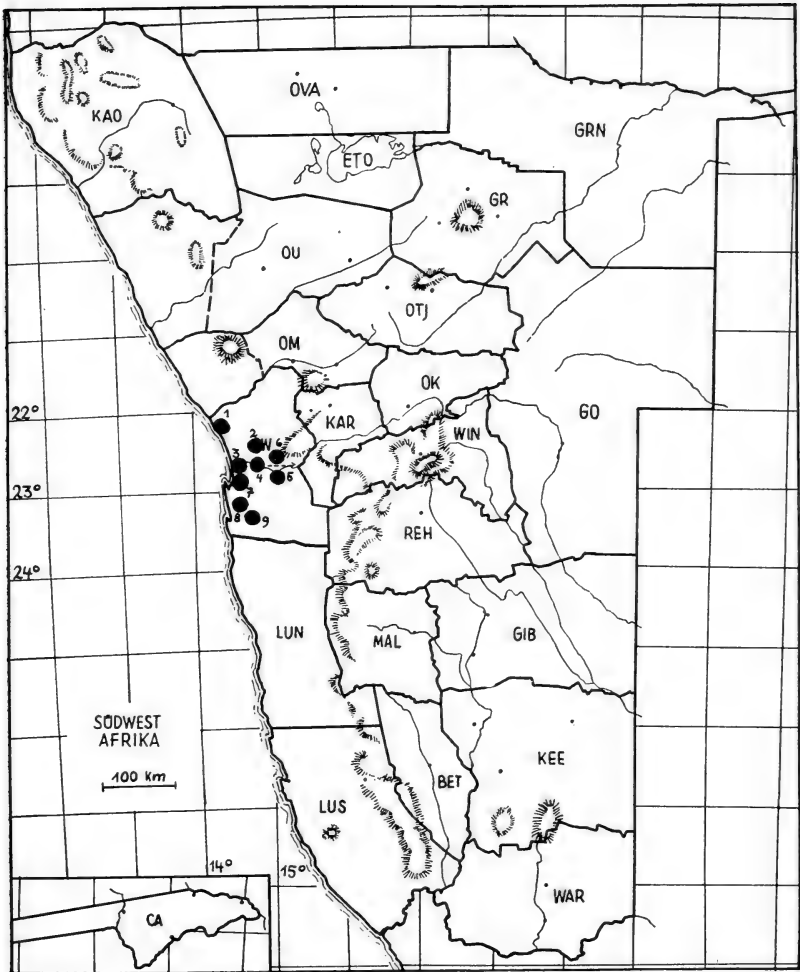 KAO
OVA
GRN
ETO
GR
OU
OTJ
OM
OK
22°
1
KAR
GO
2
W
6
WIN
3
4
5
23°
7
8
9
REH
24°
LUN
MAL
GIB
SÜDWEST
AFRIKA
100 km
KEE
BET
LUS
14°
15°
WAR
CA